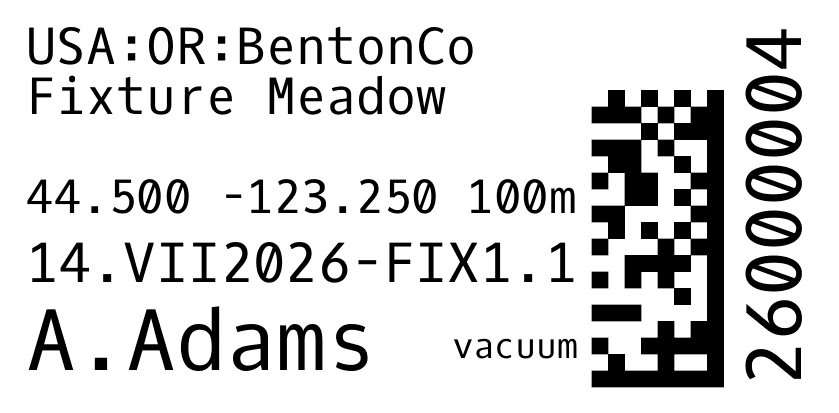 USA:OR:BentonCo
Fixture Meadow
44.500 -123.250 100m
14.VII2026-FIX1.1
A.Adams
vacuum
26000004